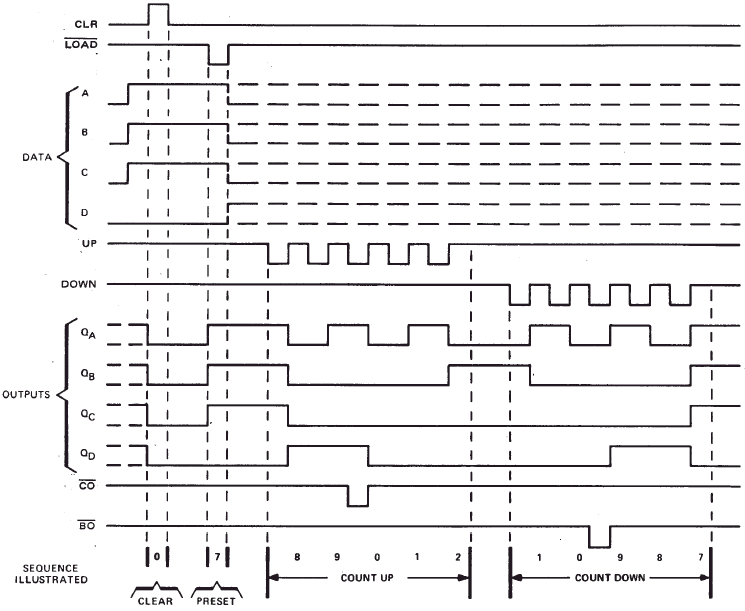 CLR
LOAD
A
B
DATA
C
D
UP
DOWN
QA
QB
OUTPUTS
QC
QD
CO
BO
SEQUENCE
ILLUSTRATED
0 7 8 9 0 1 2 1 0 9 8 7
COUNT UP COUNT DOWN
CLEAR PRESET